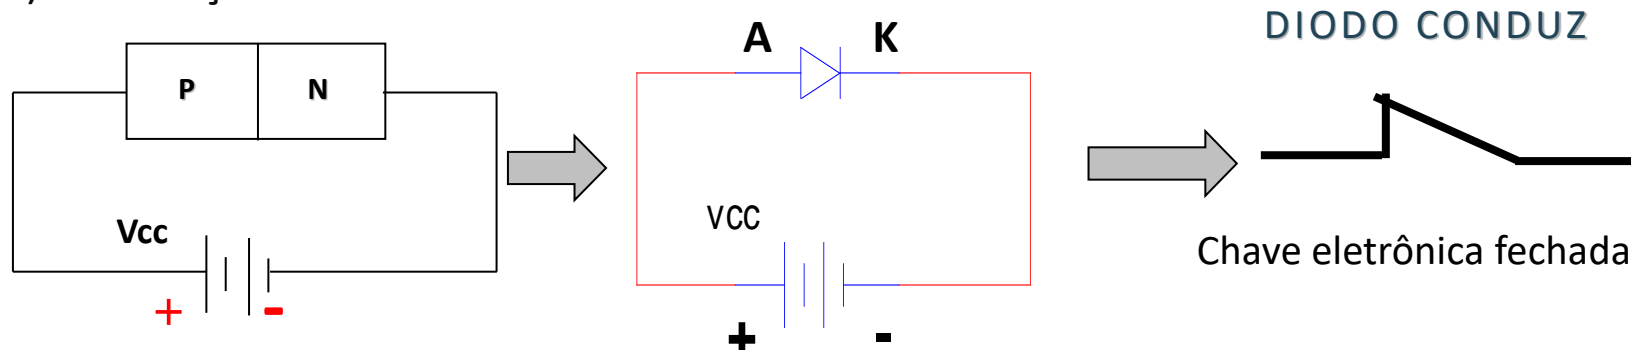 DIODO CONDUZ
A K
P N
Vcc
VCC
Chave eletrônica fechada
+ -
+ -